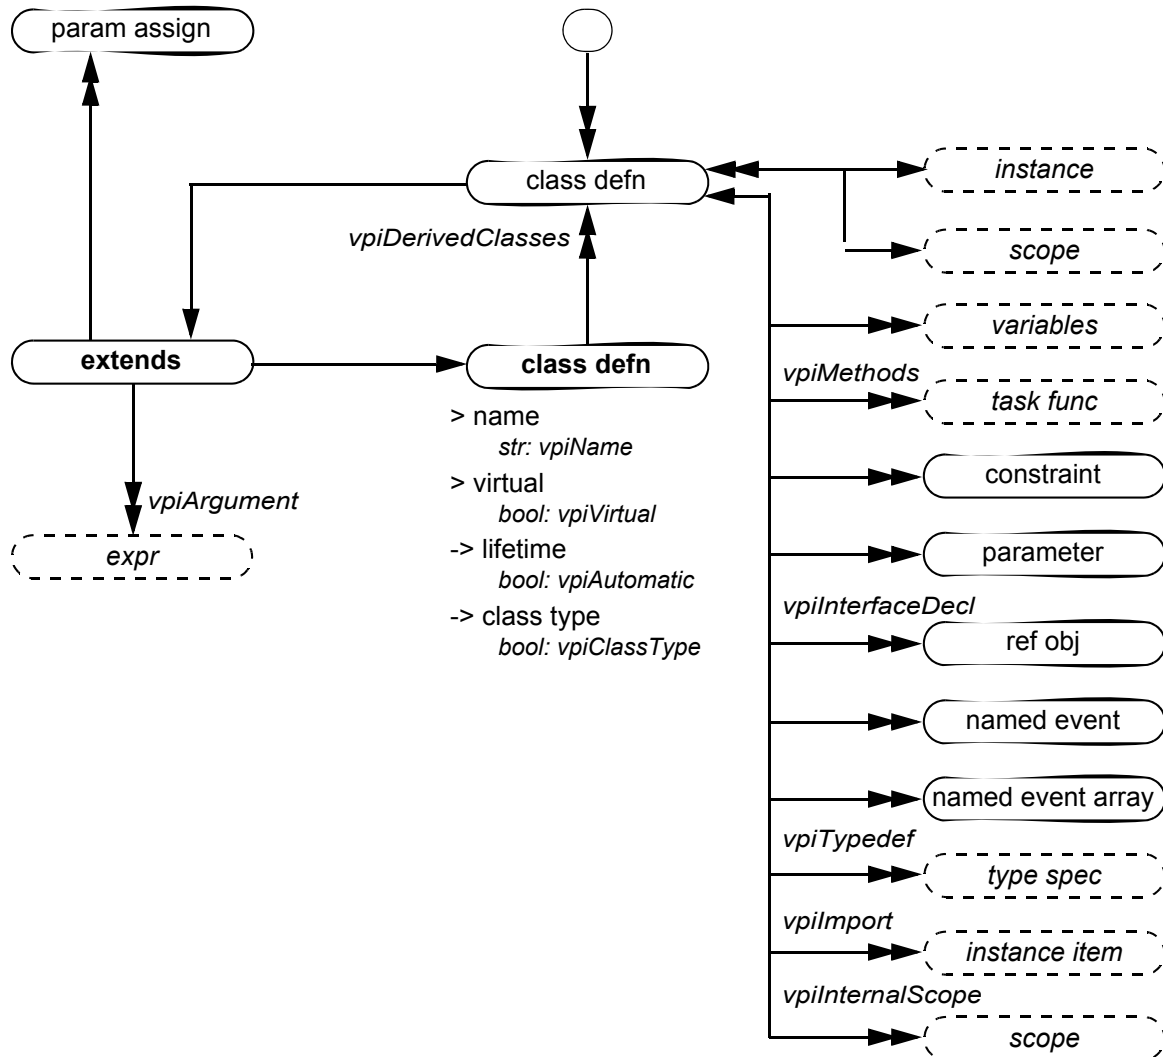 param assign
class defn
instance
vpiDerivedClasses
scope
variables
extends
class defn
vpiMethods
task func
> name
str: vpiName
> virtual
bool: vpiVirtual
-> lifetime
bool: vpiAutomatic
-> class type
bool: vpiClassType
vpiArgument
expr
constraint
parameter
vpiInterfaceDecl
ref obj
named event
named event array
vpiTypedef
type spec
vpiImport
instance item
vpiInternalScope
scope